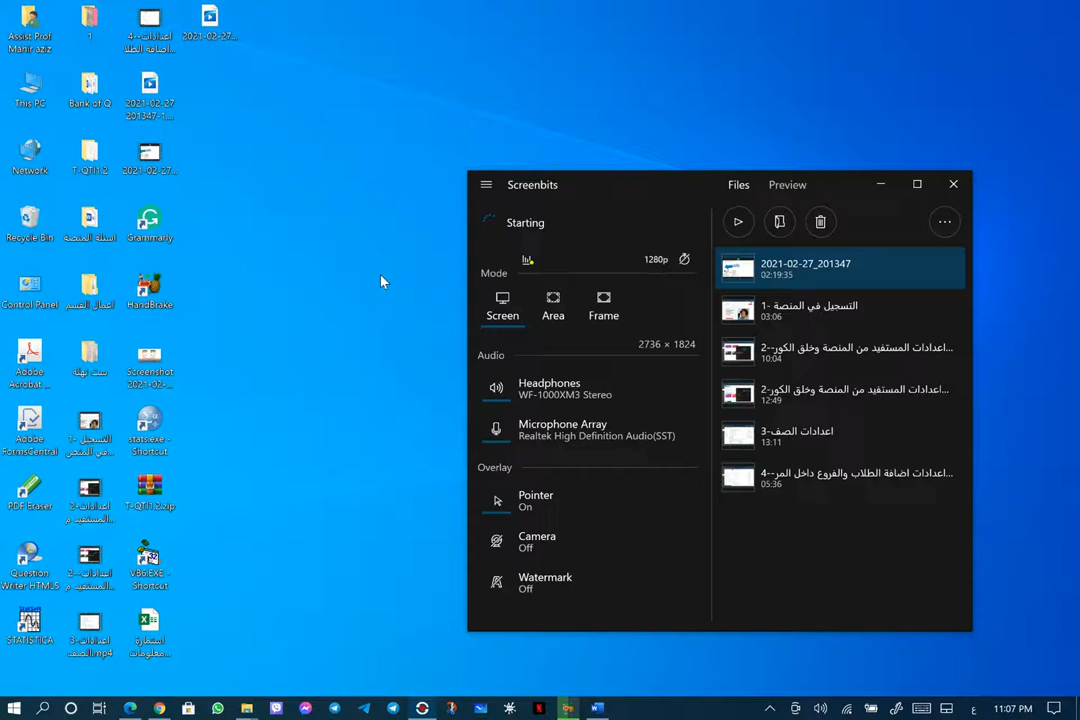 Assist Prof
Mahir aziz
1
اعدادات--4
اضافة الطلا...
2021-02-27...
This PC
Bank of Q
2021-02-27
201347-1....
Network
T-QTI1.2
2021-02-27...
Recycle Bin
اسئلة المنصة
Grammarly
Control Panel
اعمال القسم
HandBrake
Adobe
Acrobat ...
Screenshot
2021-02-...
Adobe
FormsCentral
التسجيل -1
في المنص...
stats.exe -
Shortcut
PDF Eraser
اعدادات-2
المستفيد م...
T-QTI1.2.zip
Question
Writer HTML5
اعدادات--2
المستفيد م...
VB6.EXE -
Shortcut
STATISTICA
اعدادات-3
الصف.mp4
استمارة
معلومات...
Screenbits
Files
Preview
Starting
1280p
Mode
Screen
Area
Frame
2736 × 1824
Audio
Headphones
WF-1000XM3 Stereo
Microphone Array
Realtek High Definition Audio(SST)
Overlay
Pointer
On
Camera
Off
Watermark
Off
2021-02-27_201347
02:19:35
التسجيل في المنصة -1
03:06
اعدادات المستفيد من المنصة وخلق الكور--2...
10:04
اعدادات المستفيد من المنصة وخلق الكور-2...
12:49
اعدادات الصف-3
13:11
اعدادات اضافة الطلاب والفروع داخل المر--4...
05:36
ع
11:07 PM